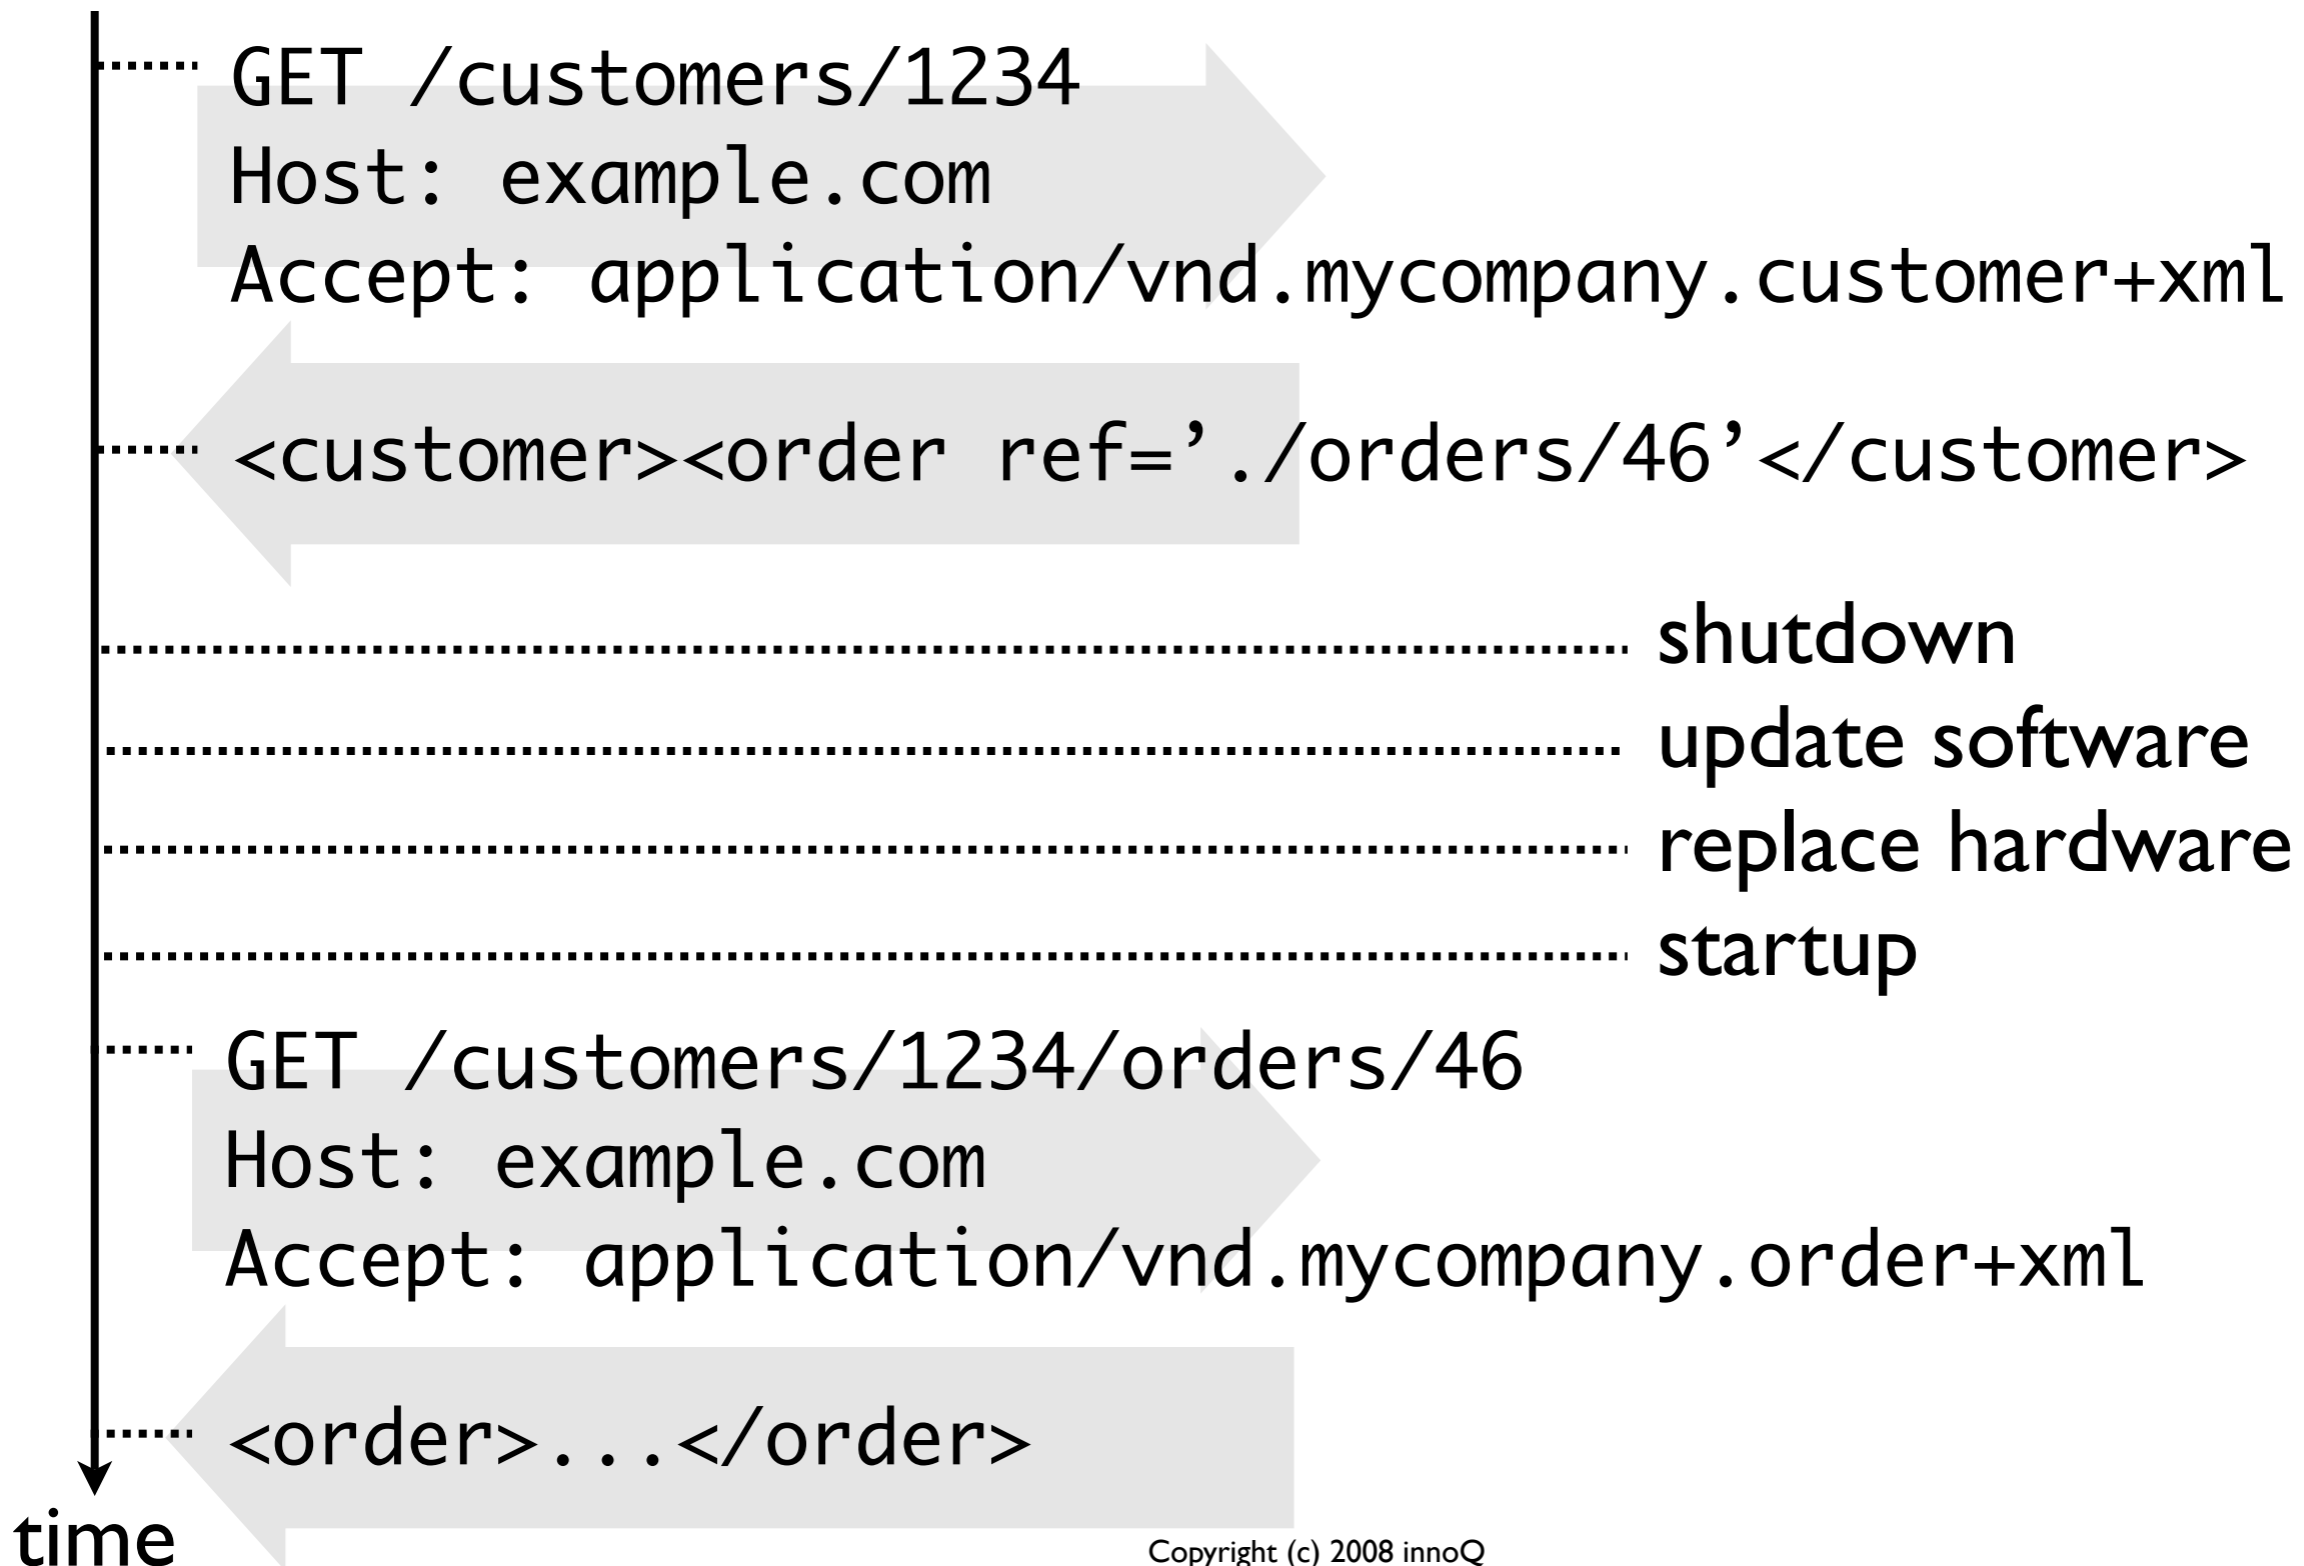 GET /customers/1234
Host: example.com
Accept: application/vnd.mycompany.customer+xml
<customer><order ref=’./orders/46’</customer>
shutdown
update software
replace hardware
startup
GET /customers/1234/orders/46
Host: example.com
Accept: application/vnd.mycompany.order+xml
<order>...</order>
time
Copyright (c) 2008 innoQ